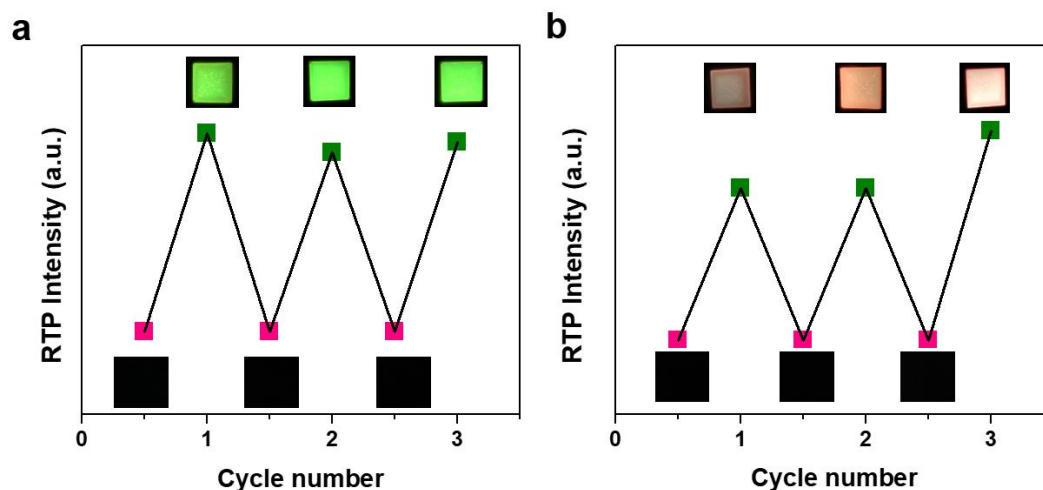 a
RTP Intensity (a.u.)
0 1 2 3
Cycle number
b
RTP Intensity (a.u.)
0 1 2 3
Cycle number